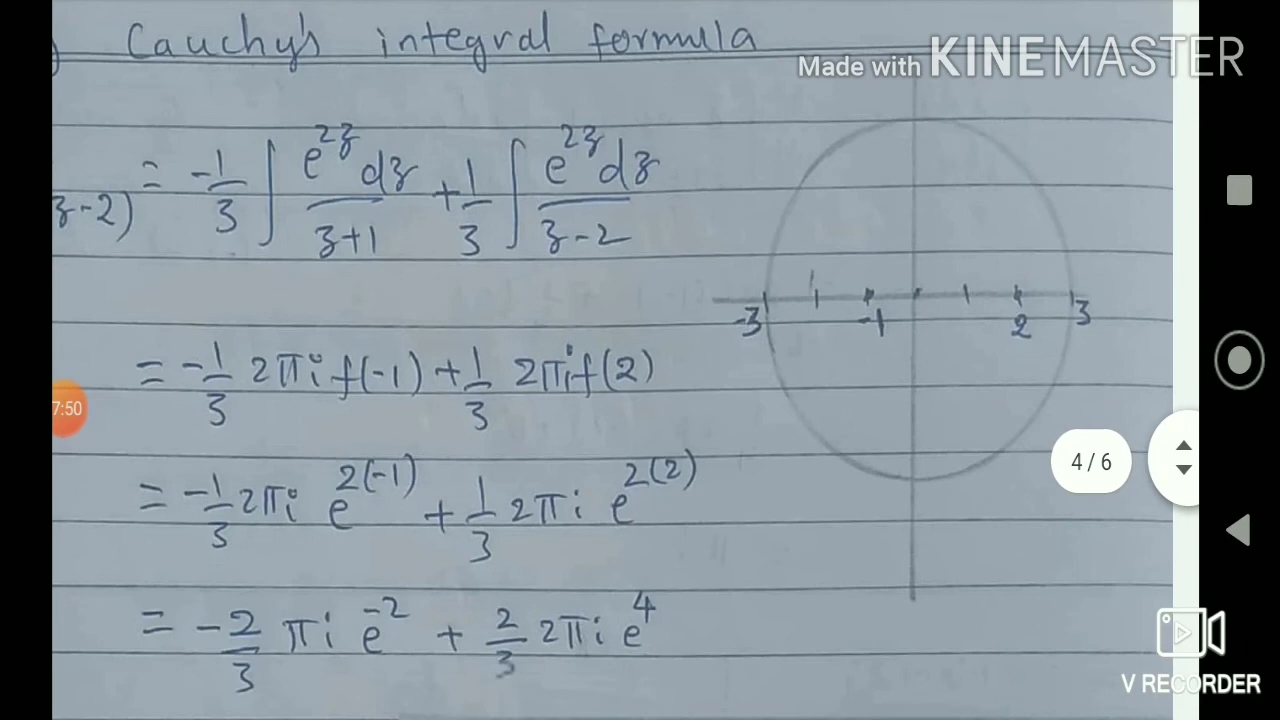 Cauchy's integral formula
Made with KINEMASTER
z-2) = -1/3 ∫ e^{2z} dz / z+1 + 1/3 ∫ e^{2z} dz / z-2
-3 -1 2 3
= -1/3 2πi f(-1) + 1/3 2πi f(2)
7:50
4/6
= -1/3 2πi e^{2(-1)} + 1/3 2πi e^{2(2)}
= -2/3 πi e^{-2} + 2/3 2πi e^{4}
V RECORDER